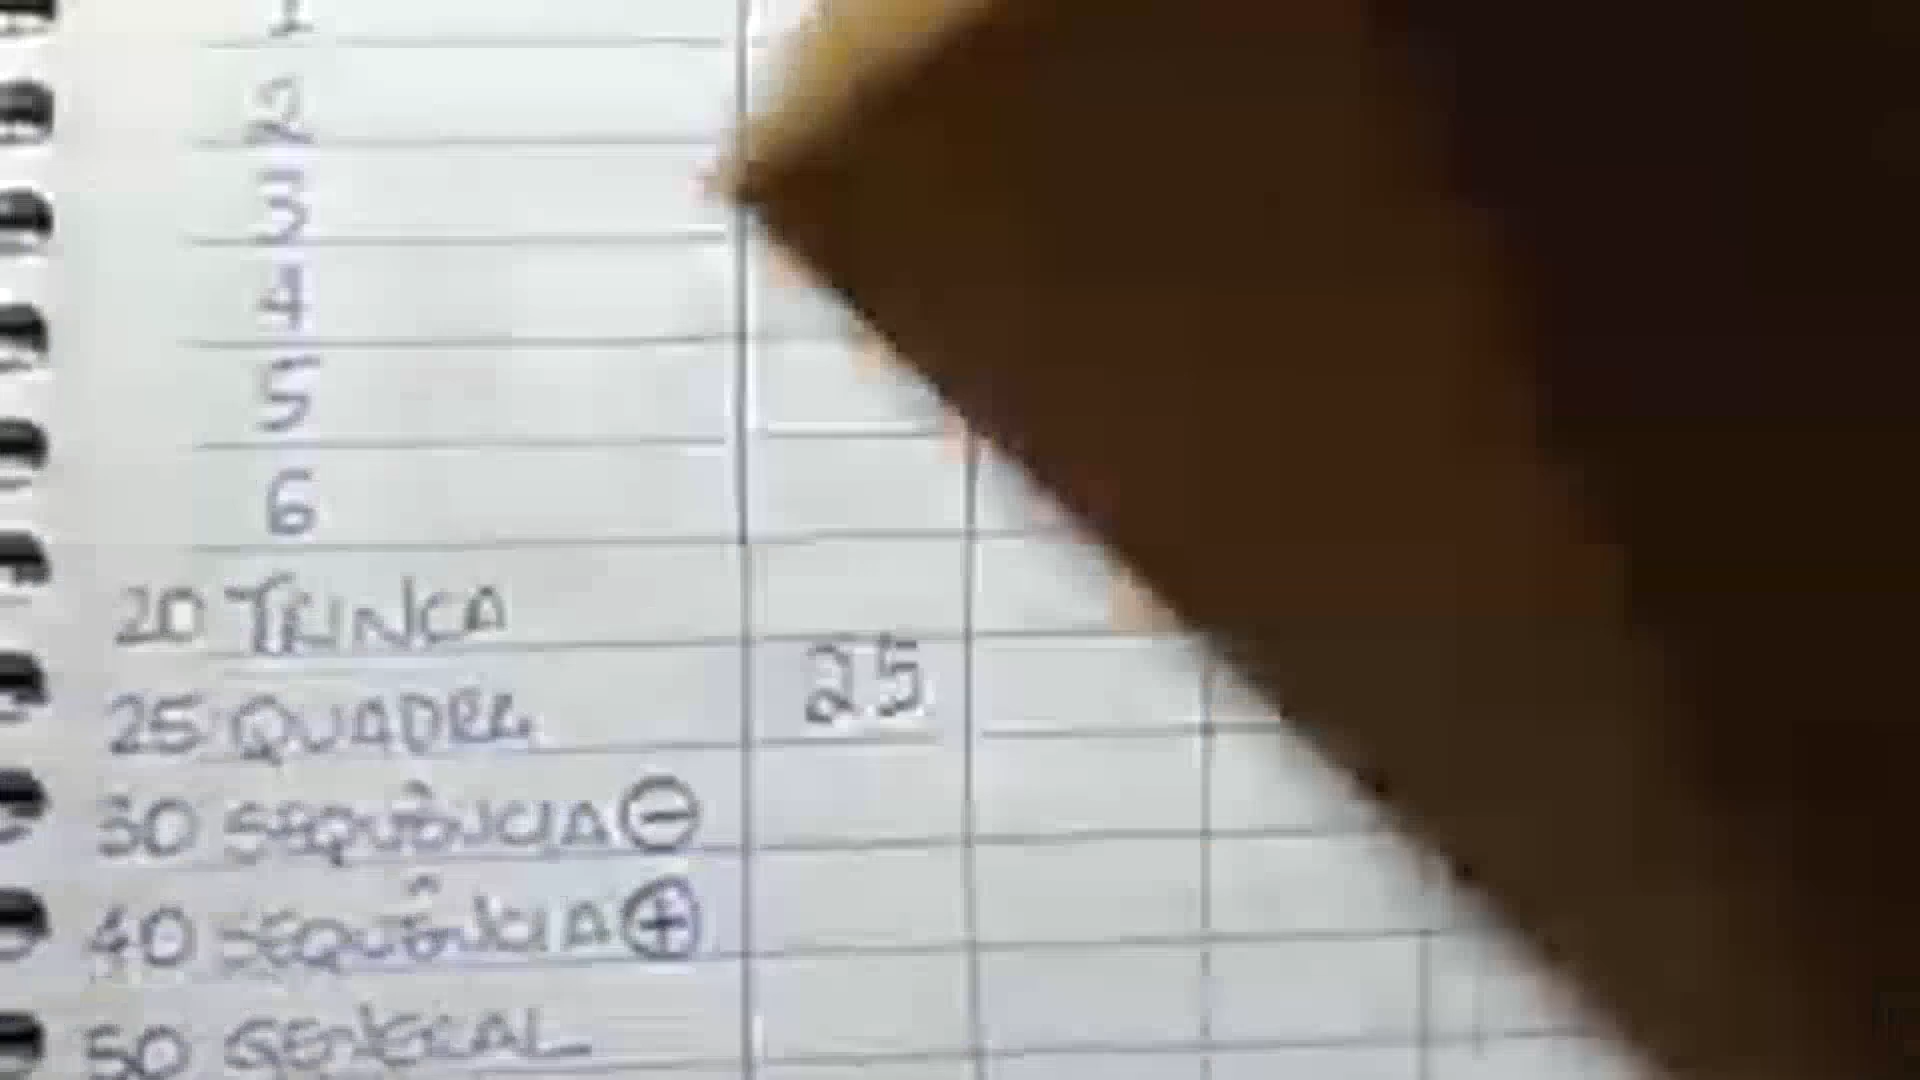 1
2
3
4
5
6
20 TRINCA
25 QUADRA 25
30 SEQUÊNCIA ⊖
40 SEQUÊNCIA ⊕
50 GENERAL